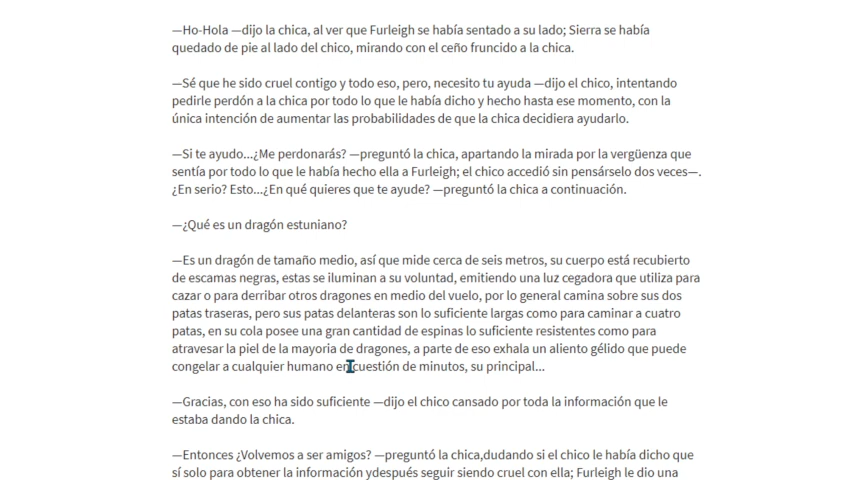 —Ho-Hola —dijo la chica, al ver que Furleigh se había sentado a su lado; Sierra se había
quedado de pie al lado del chico, mirando con el ceño fruncido a la chica.
—Sé que he sido cruel contigo y todo eso, pero, necesito tu ayuda —dijo el chico, intentando
pedirle perdón a la chica por todo lo que le había dicho y hecho hasta ese momento, con la
única intención de aumentar las probabilidades de que la chica decidiera ayudarlo.
—Si te ayudo...¿Me perdonarás? —preguntó la chica, apartando la mirada por la vergüenza que
sentía por todo lo que le había hecho ella a Furleigh; el chico accedió sin pensárselo dos veces—.
¿En serio? Esto...¿En qué quieres que te ayude? —preguntó la chica a continuación.
—¿Qué es un dragón estuniano?
—Es un dragón de tamaño medio, así que mide cerca de seis metros, su cuerpo está recubierto
de escamas negras, estas se iluminan a su voluntad, emitiendo una luz cegadora que utiliza para
cazar o para derribar otros dragones en medio del vuelo, por lo general camina sobre sus dos
patas traseras, pero sus patas delanteras son lo suficiente largas como para caminar a cuatro
patas, en su cola posee una gran cantidad de espinas lo suficiente resistentes como para
atravesar la piel de la mayoria de dragones, a parte de eso exhala un aliento gélido que puede
congelar a cualquier humano en cuestión de minutos, su principal...
—Gracias, con eso ha sido suficiente —dijo el chico cansado por toda la información que le
estaba dando la chica.
—Entonces ¿Volvemos a ser amigos? —preguntó la chica,dudando si el chico le había dicho que
sí solo para obtener la información ydespués seguir siendo cruel con ella; Furleigh le dio una